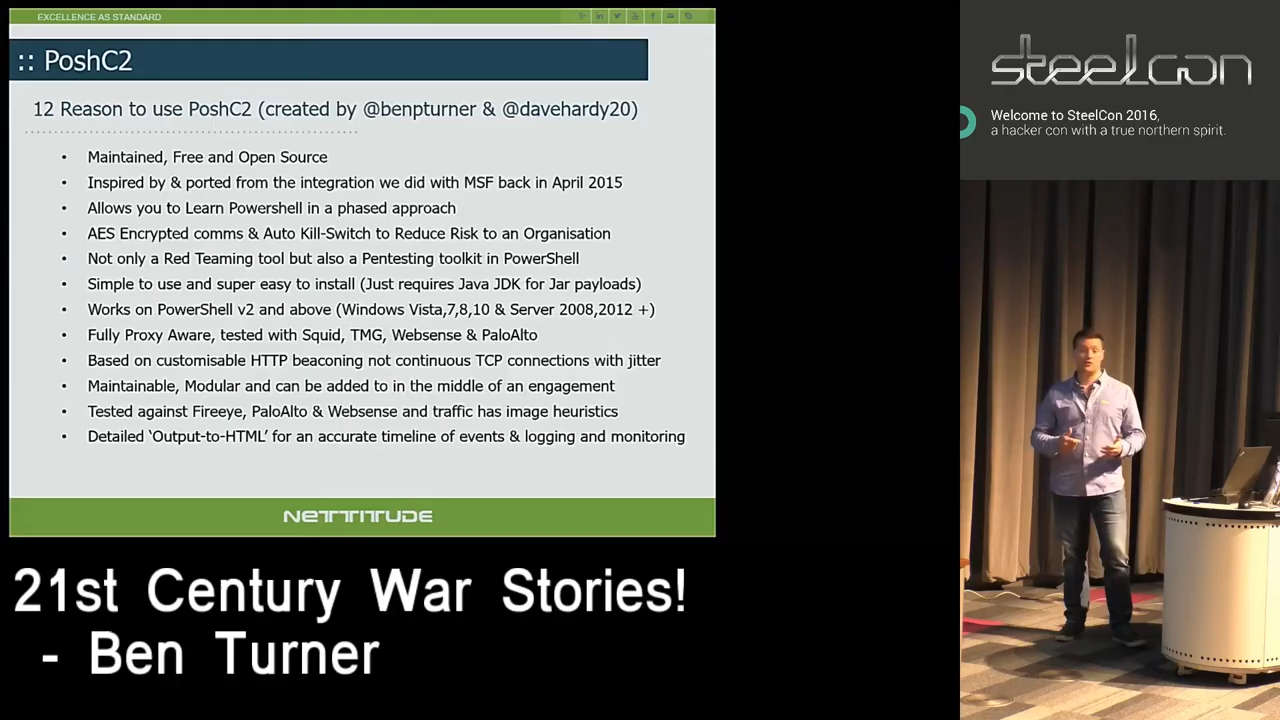 EXCELLENCE AS STANDARD
:: PoshC2
12 Reason to use PoshC2 (created by @benpturner & @davehardy20)
• Maintained, Free and Open Source
• Inspired by & ported from the integration we did with MSF back in April 2015
• Allows you to Learn Powershell in a phased approach
• AES Encrypted comms & Auto Kill-Switch to Reduce Risk to an Organisation
• Not only a Red Teaming tool but also a Pentesting toolkit in PowerShell
• Simple to use and super easy to install (Just requires Java JDK for Jar payloads)
• Works on PowerShell v2 and above (Windows Vista,7,8,10 & Server 2008,2012 +)
• Fully Proxy Aware, tested with Squid, TMG, Websense & PaloAlto
• Based on customisable HTTP beaconing not continuous TCP connections with jitter
• Maintainable, Modular and can be added to in the middle of an engagement
• Tested against Fireeye, PaloAlto & Websense and traffic has image heuristics
• Detailed ‘Output-to-HTML’ for an accurate timeline of events & logging and monitoring
NETTITUDE
21st Century War Stories!
- Ben Turner
steelcon
Welcome to SteelCon 2016,
a hacker con with a true northern spirit.